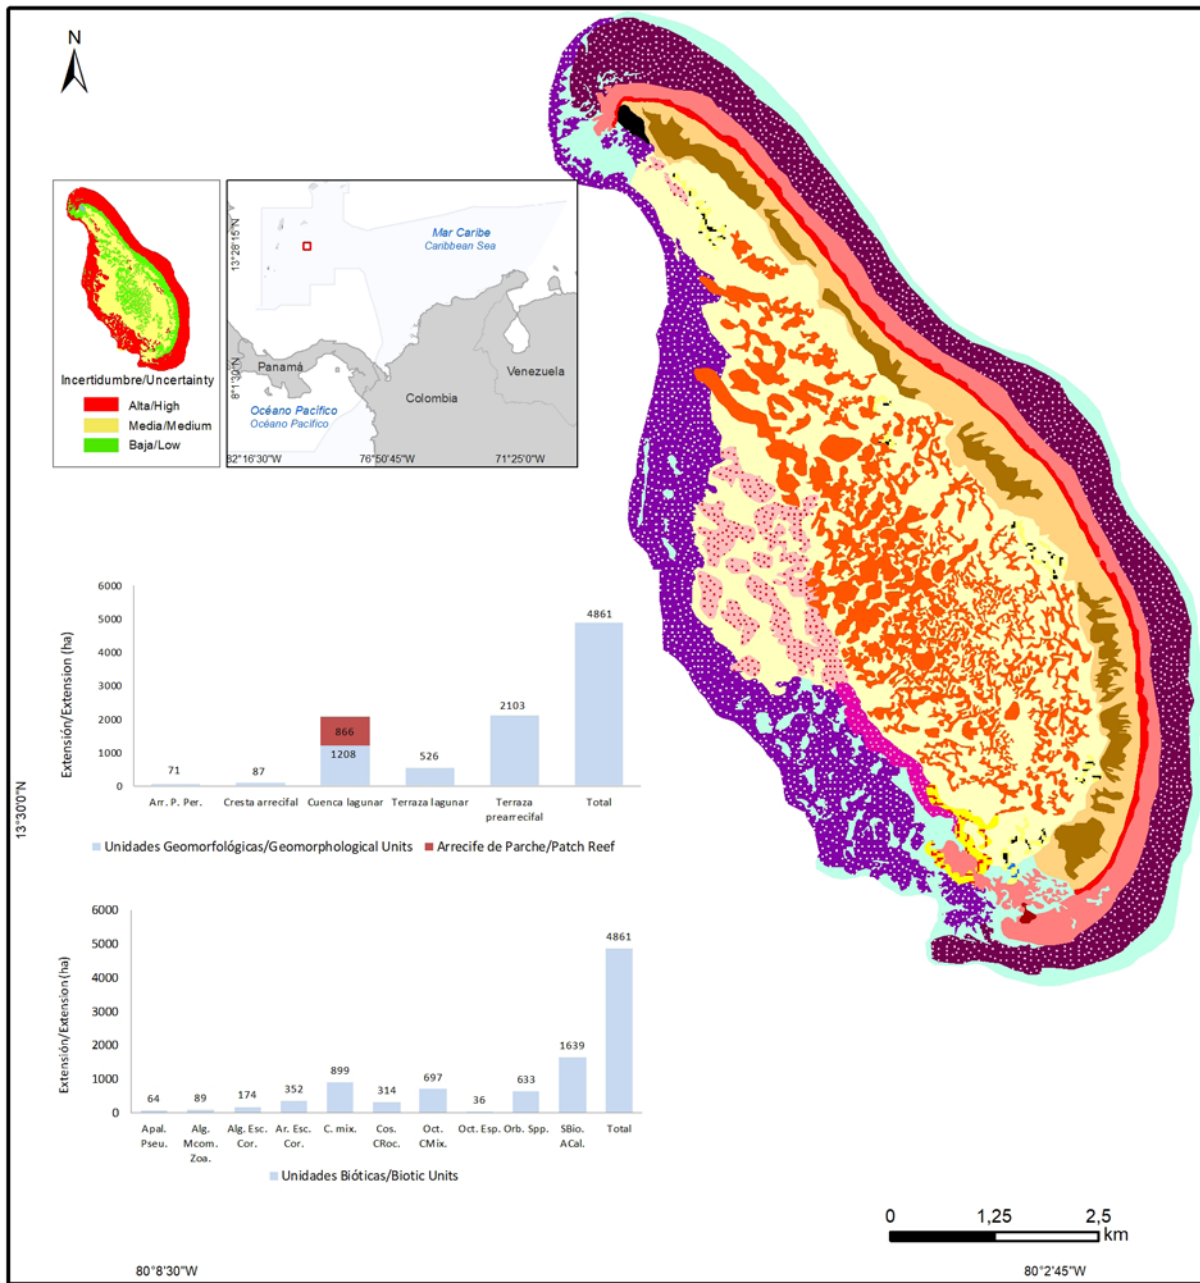 N
Incertidumbre/Uncertainty
Alta/High
Media/Medium
Baja/Low
13°28'15"N
8°1'30"N
Mar Caribe
Caribbean Sea
Panamá
Venezuela
Colombia
Océano Pacífico
Océano Pacífico
82°16'30"W
76°50'45"W
71°25'0"W
13°30'0"N
Extensión/Extension (ha)
6000
5000
4000
3000
2000
1000
0
71
87
866
1208
526
2103
4861
Arr. P. Per.
Cresta arrecifal
Cuenca lagunar
Terraza lagunar
Terraza
prearrecifal
Total
Unidades Geomorfológicas/Geomorphological Units
Arrecife de Parche/Patch Reef
Extensión/Extension (ha)
6000
5000
4000
3000
2000
1000
0
64
89
174
352
899
314
697
36
633
1639
4861
Apal.
Pseu.
Alg.
Mcom.
Zoa.
Alg. Esc.
Cor.
Ar. Esc.
Cor.
C. mix.
Cos.
CRoc.
Oct.
CMix.
Oct. Esp.
Orb. Spp.
SBio.
ACal.
Total
Unidades Bióticas/Biotic Units
0 1,25 2,5
km
80°8'30"W
80°2'45"W